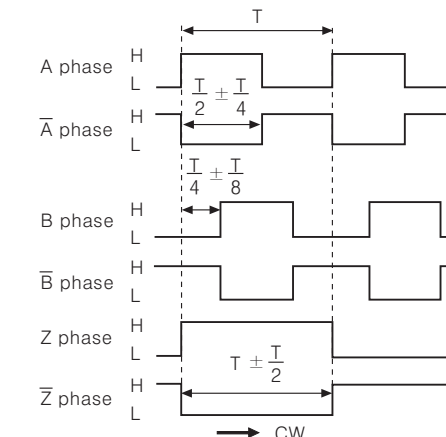 T
A phase H
L
T/2 ± T/4
A̅ phase H
L
T/4 ± T/8
B phase H
L
B̅ phase H
L
Z phase H
L
T ± T/2
Z̅ phase H
L
CW